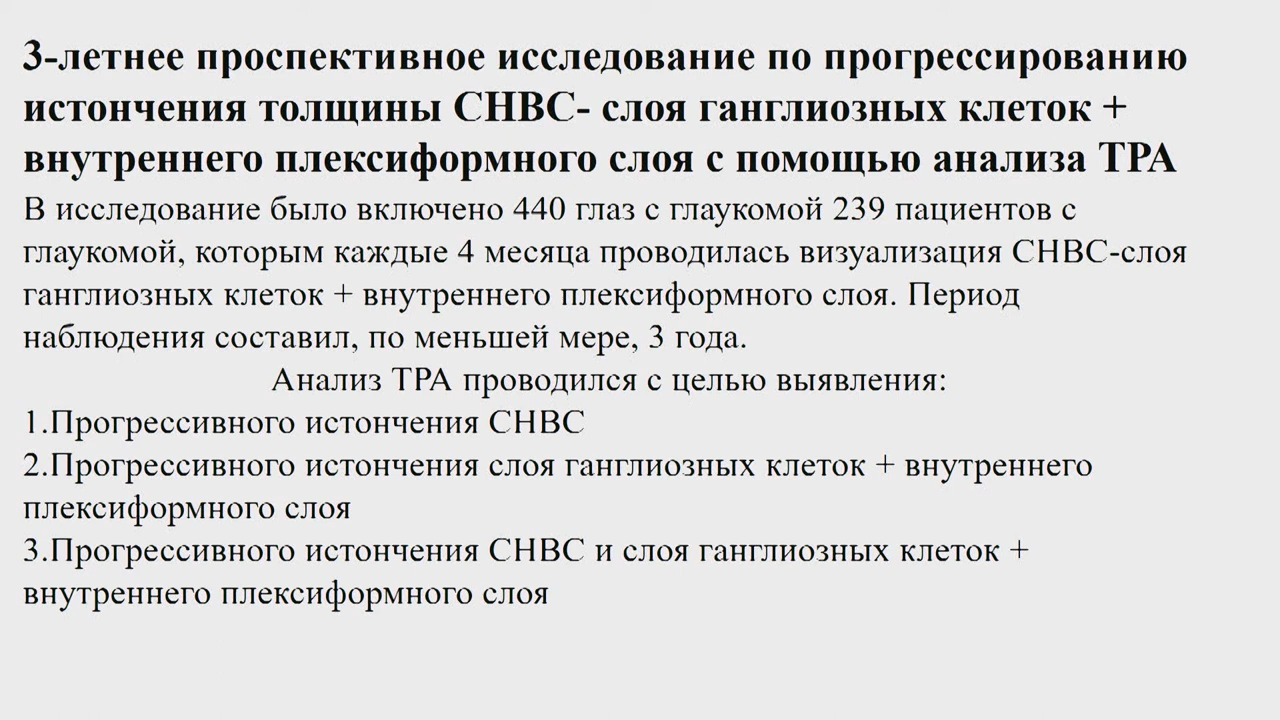 3-летнее проспективное исследование по прогрессированию
истончения толщины СНВС- слоя ганглиозных клеток +
внутреннего плексиформного слоя с помощью анализа TPA
В исследование было включено 440 глаз с глаукомой 239 пациентов с
глаукомой, которым каждые 4 месяца проводилась визуализация СНВС-слоя
ганглиозных клеток + внутреннего плексиформного слоя. Период
наблюдения составил, по меньшей мере, 3 года.
Анализ TPA проводился с целью выявления:
1.Прогрессивного истончения СНВС
2.Прогрессивного истончения слоя ганглиозных клеток + внутреннего
плексиформного слоя
3.Прогрессивного истончения СНВС и слоя ганглиозных клеток +
внутреннего плексиформного слоя